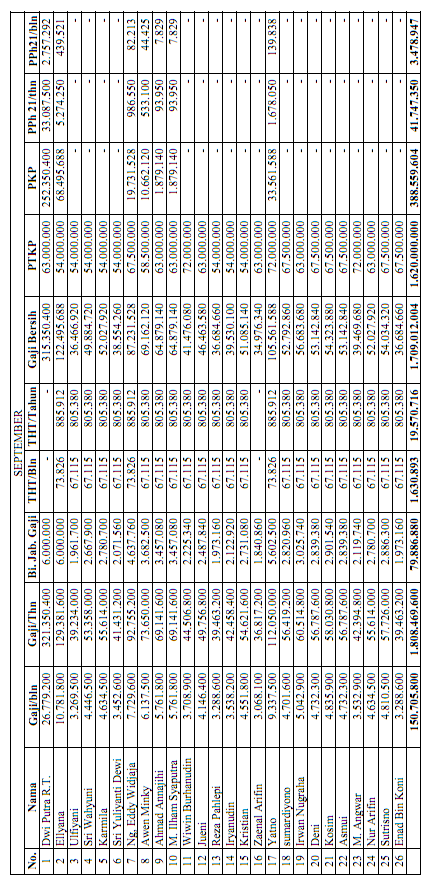 SEPTEMBER
No. Nama Gaji/bln Gaji/Thn Bi. Jab. Gaji THT/Bln THT/Tahun Gaji Bersih PTKP PKP PPh 21/thn PPh21/bln
1 Dwi Putra R.T. 26.779.200 321.350.400 6.000.000 - - 315.350.400 63.000.000 252.350.400 33.087.500 2.757.292
2 Ellyana 10.781.800 129.381.600 6.000.000 73.826 885.912 122.495.688 54.000.000 68.495.688 5.274.250 439.521
3 Ulfiyani 3.269.500 39.234.000 1.961.700 67.115 805.380 36.466.920 54.000.000 - - -
4 Sri Wahyuni 4.446.500 53.358.000 2.667.900 67.115 805.380 49.884.720 54.000.000 - - -
5 Karmila 4.634.500 55.614.000 2.780.700 67.115 805.380 52.027.920 54.000.000 - - -
6 Sri Yuliyanti Dewi 3.452.600 41.431.200 2.071.560 67.115 805.380 38.554.260 54.000.000 - - -
7 Ng, Eddy Widjaja 7.729.600 92.755.200 4.637.760 73.826 885.912 87.231.528 67.500.000 19.731.528 986.550 82.213
8 Awen Minky 6.137.500 73.650.000 3.682.500 67.115 805.380 69.162.120 58.500.000 10.662.120 533.100 44.425
9 Ahmad Annajihi 5.761.800 69.141.600 3.457.080 67.115 805.380 64.879.140 63.000.000 1.879.140 93.950 7.829
10 M. Ilham Syaputra 5.761.800 69.141.600 3.457.080 67.115 805.380 64.879.140 63.000.000 1.879.140 93.950 7.829
11 Wiwin Burhanudin 3.708.900 44.506.800 2.225.340 67.115 805.380 41.476.080 72.000.000 - - -
12 Jueni 4.146.400 49.756.800 2.487.840 67.115 805.380 46.463.580 63.000.000 - - -
13 Reza Pahlepi 3.288.600 39.463.200 1.973.160 67.115 805.380 36.684.660 54.000.000 - - -
14 Iryanudin 3.538.200 42.458.400 2.122.920 67.115 805.380 39.530.100 54.000.000 - - -
15 Kristian 4.551.800 54.621.600 2.731.080 67.115 805.380 51.085.140 54.000.000 - - -
16 Zaenal Arifin 3.068.100 36.817.200 1.840.860 - - 34.976.340 63.000.000 - - -
17 Yatno 9.337.500 112.050.000 5.602.500 73.826 885.912 105.561.588 72.000.000 33.561.588 1.678.050 139.838
18 sumardiyono 4.701.600 56.419.200 2.820.960 67.115 805.380 52.792.860 67.500.000 - - -
19 Irwan Nugraha 5.042.900 60.514.800 3.025.740 67.115 805.380 56.683.680 63.000.000 - - -
20 Deni 4.732.300 56.787.600 2.839.380 67.115 805.380 53.142.840 67.500.000 - - -
21 Kosim 4.835.900 58.030.800 2.901.540 67.115 805.380 54.323.880 67.500.000 - - -
22 Asmui 4.732.300 56.787.600 2.839.380 67.115 805.380 53.142.840 67.500.000 - - -
23 M. Angwar 3.532.900 42.394.800 2.119.740 67.115 805.380 39.469.680 72.000.000 - - -
24 Nur Arifin 4.634.500 55.614.000 2.780.700 67.115 805.380 52.027.920 63.000.000 - - -
25 Sutrisno 4.810.500 57.726.000 2.886.300 67.115 805.380 54.034.320 67.500.000 - - -
26 Enad Bin Koni 3.288.600 39.463.200 1.973.160 67.115 805.380 36.684.660 67.500.000 - - -
150.705.800 1.808.469.600 79.886.880 1.630.893 19.570.716 1.709.012.004 1.620.000.000 388.559.604 41.747.350 3.478.947